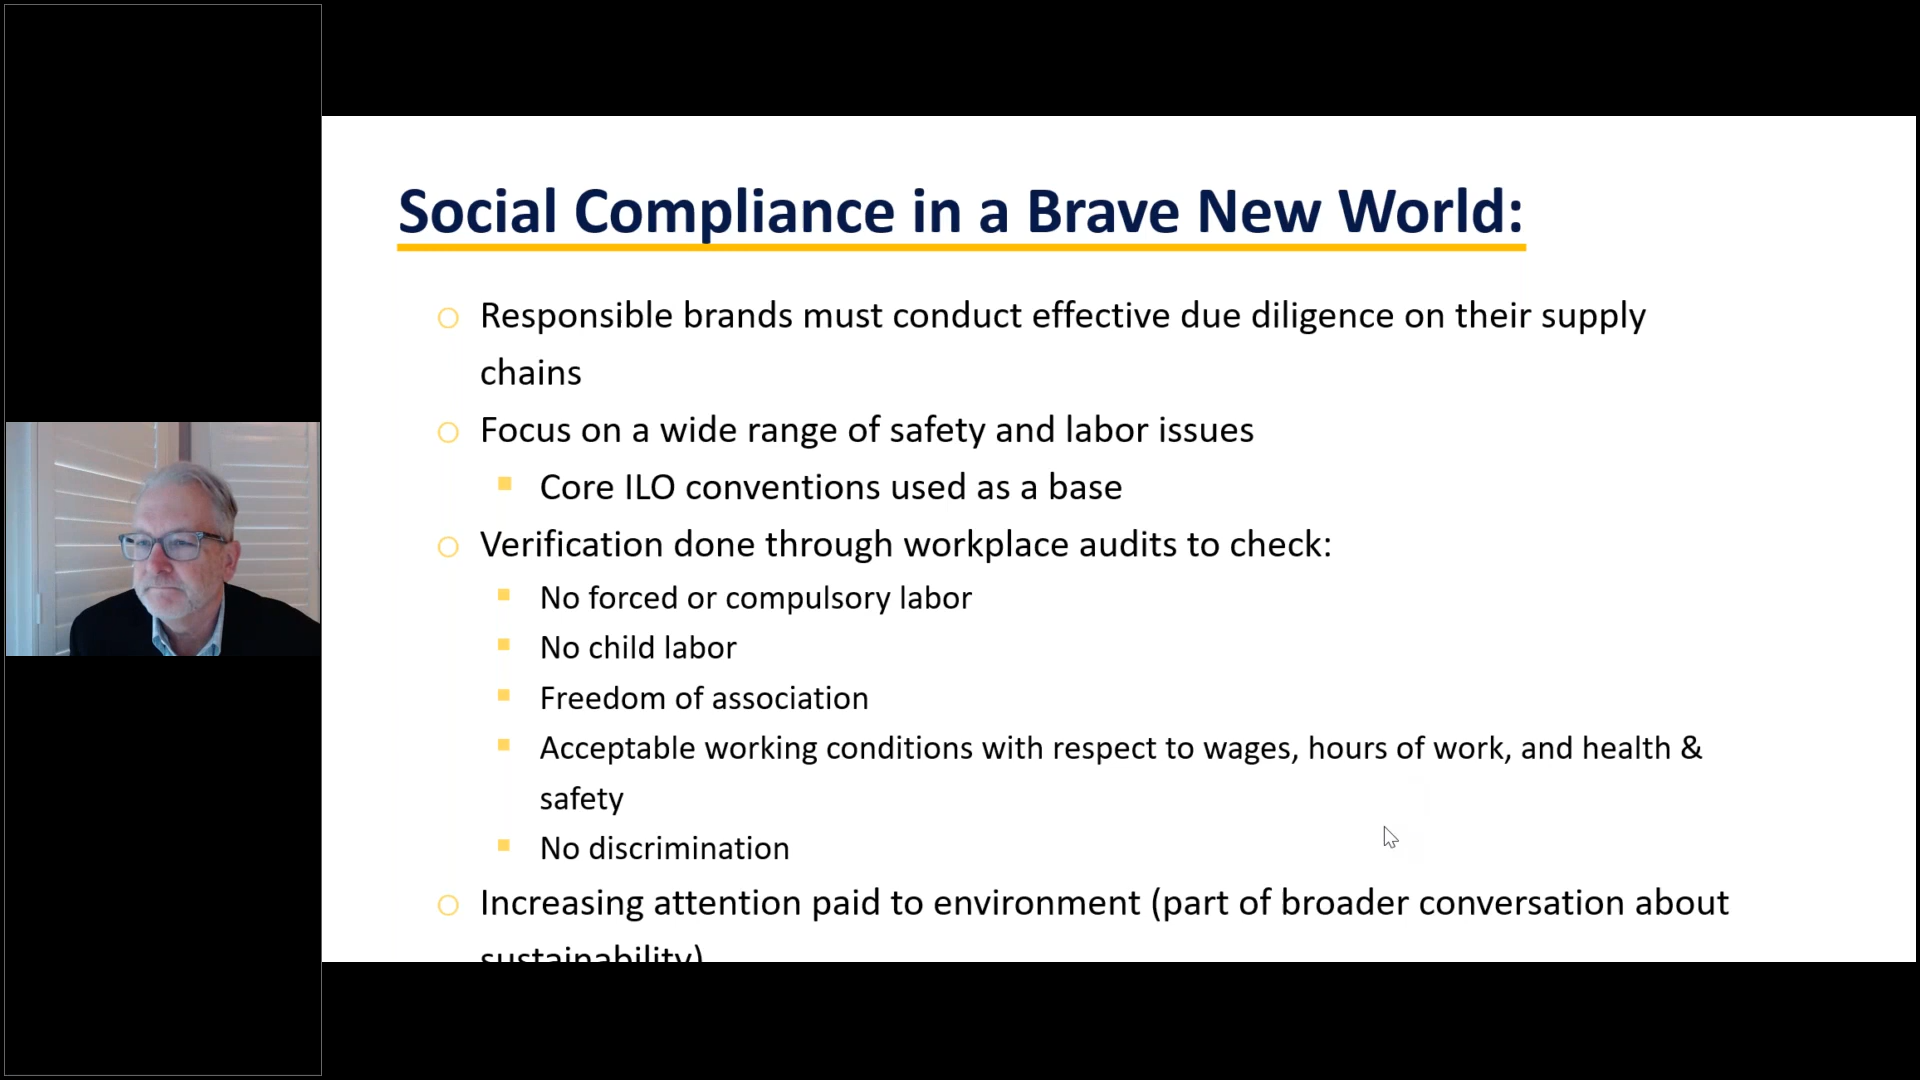 Social Compliance in a Brave New World:
Responsible brands must conduct effective due diligence on their supply
chains
Focus on a wide range of safety and labor issues
Core ILO conventions used as a base
Verification done through workplace audits to check:
No forced or compulsory labor
No child labor
Freedom of association
Acceptable working conditions with respect to wages, hours of work, and health &
safety
No discrimination
Increasing attention paid to environment (part of broader conversation about
sustainability)